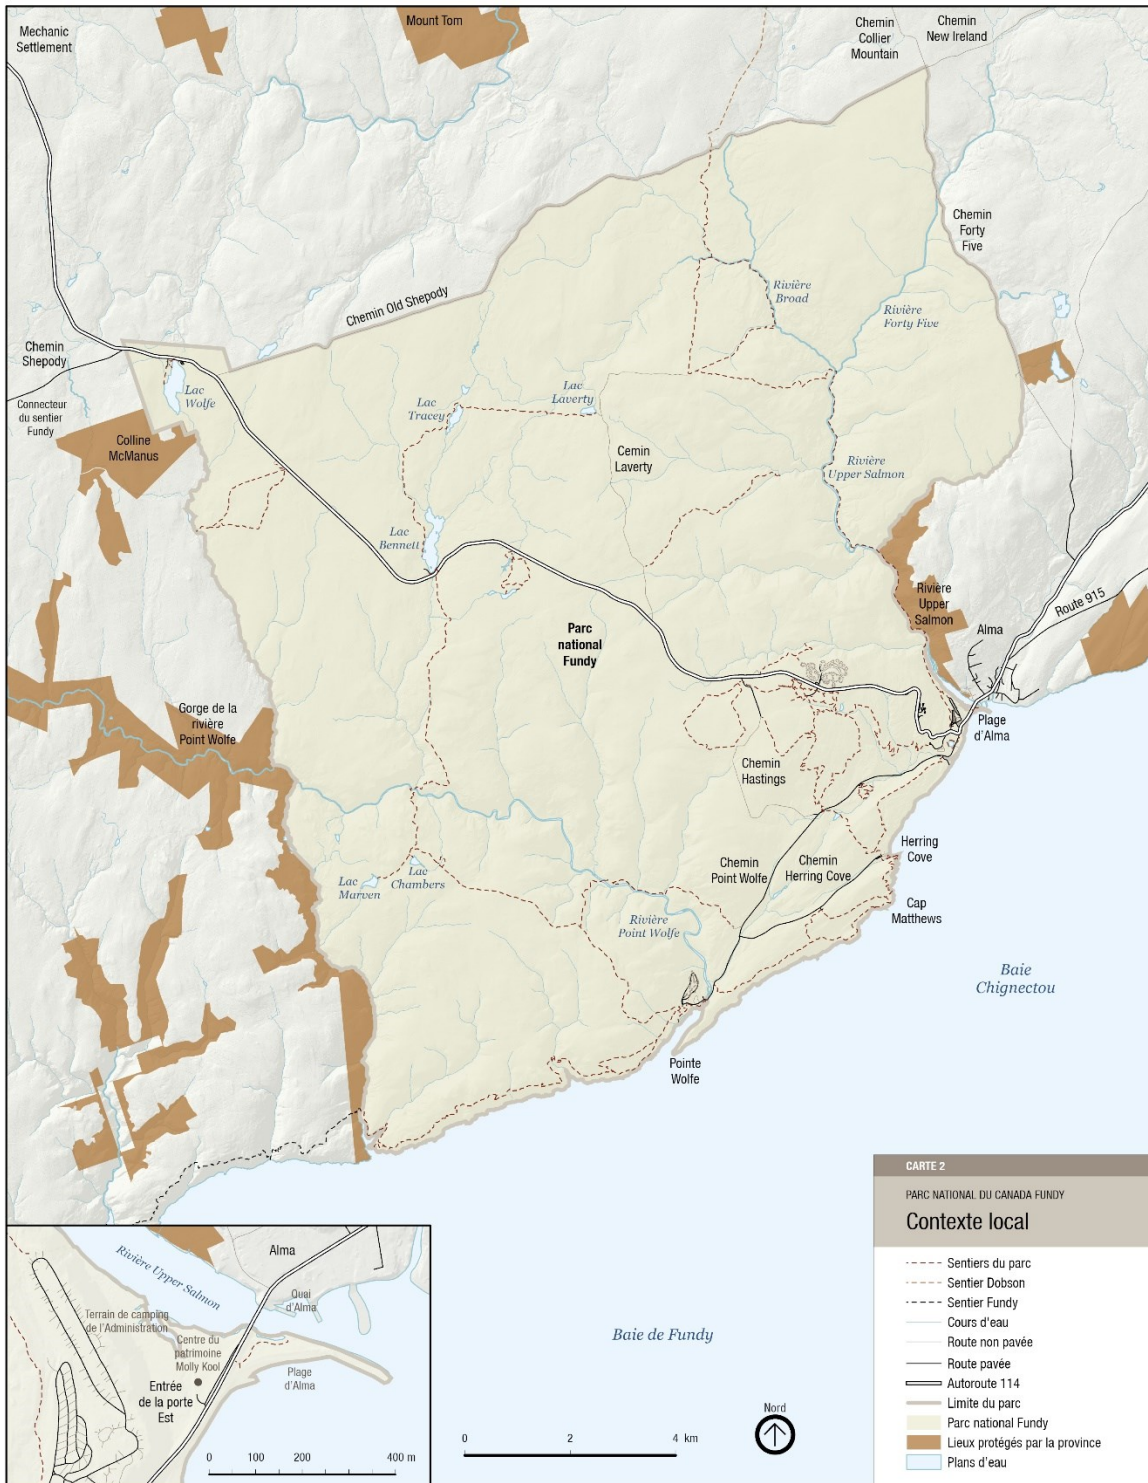 Mechanic
Settlement
Mount Tom
Chemin
Collier
Mountain
Chemin
New Ireland
Chemin
Forty
Five
Rivière
Broad
Rivière
Forty Five
Chemin Old Shepody
Chemin
Shepody
Lac
Wolfe
Connecteur
du sentier
Fundy
Colline
McManus
Lac
Tracey
Lac
Laverty
Cemin
Laverty
Rivière
Upper Salmon
Lac
Bennett
Rivière
Upper
Salmon
Route 915
Alma
Parc
national
Fundy
Gorge de la
rivière
Point Wolfe
Plage
d'Alma
Chemin
Hastings
Herring
Cove
Chemin
Point Wolfe
Chemin
Herring Cove
Lac
Marven
Lac
Chambers
Cap
Matthews
Rivière
Point Wolfe
Baie
Chignectou
Pointe
Wolfe
Baie de Fundy
Rivière Upper Salmon
Alma
Quai
d'Alma
Terrain de camping
de l'Administration
Centre du
patrimoine
Molly Kool
Plage
d'Alma
Entrée
de la porte
Est
0 100 200 400 m
0 2 4 km
Nord
CARTE 2
PARC NATIONAL DU CANADA FUNDY
Contexte local
Sentiers du parc
Sentier Dobson
Sentier Fundy
Cours d'eau
Route non pavée
Route pavée
Autoroute 114
Limite du parc
Parc national Fundy
Lieux protégés par la province
Plans d'eau